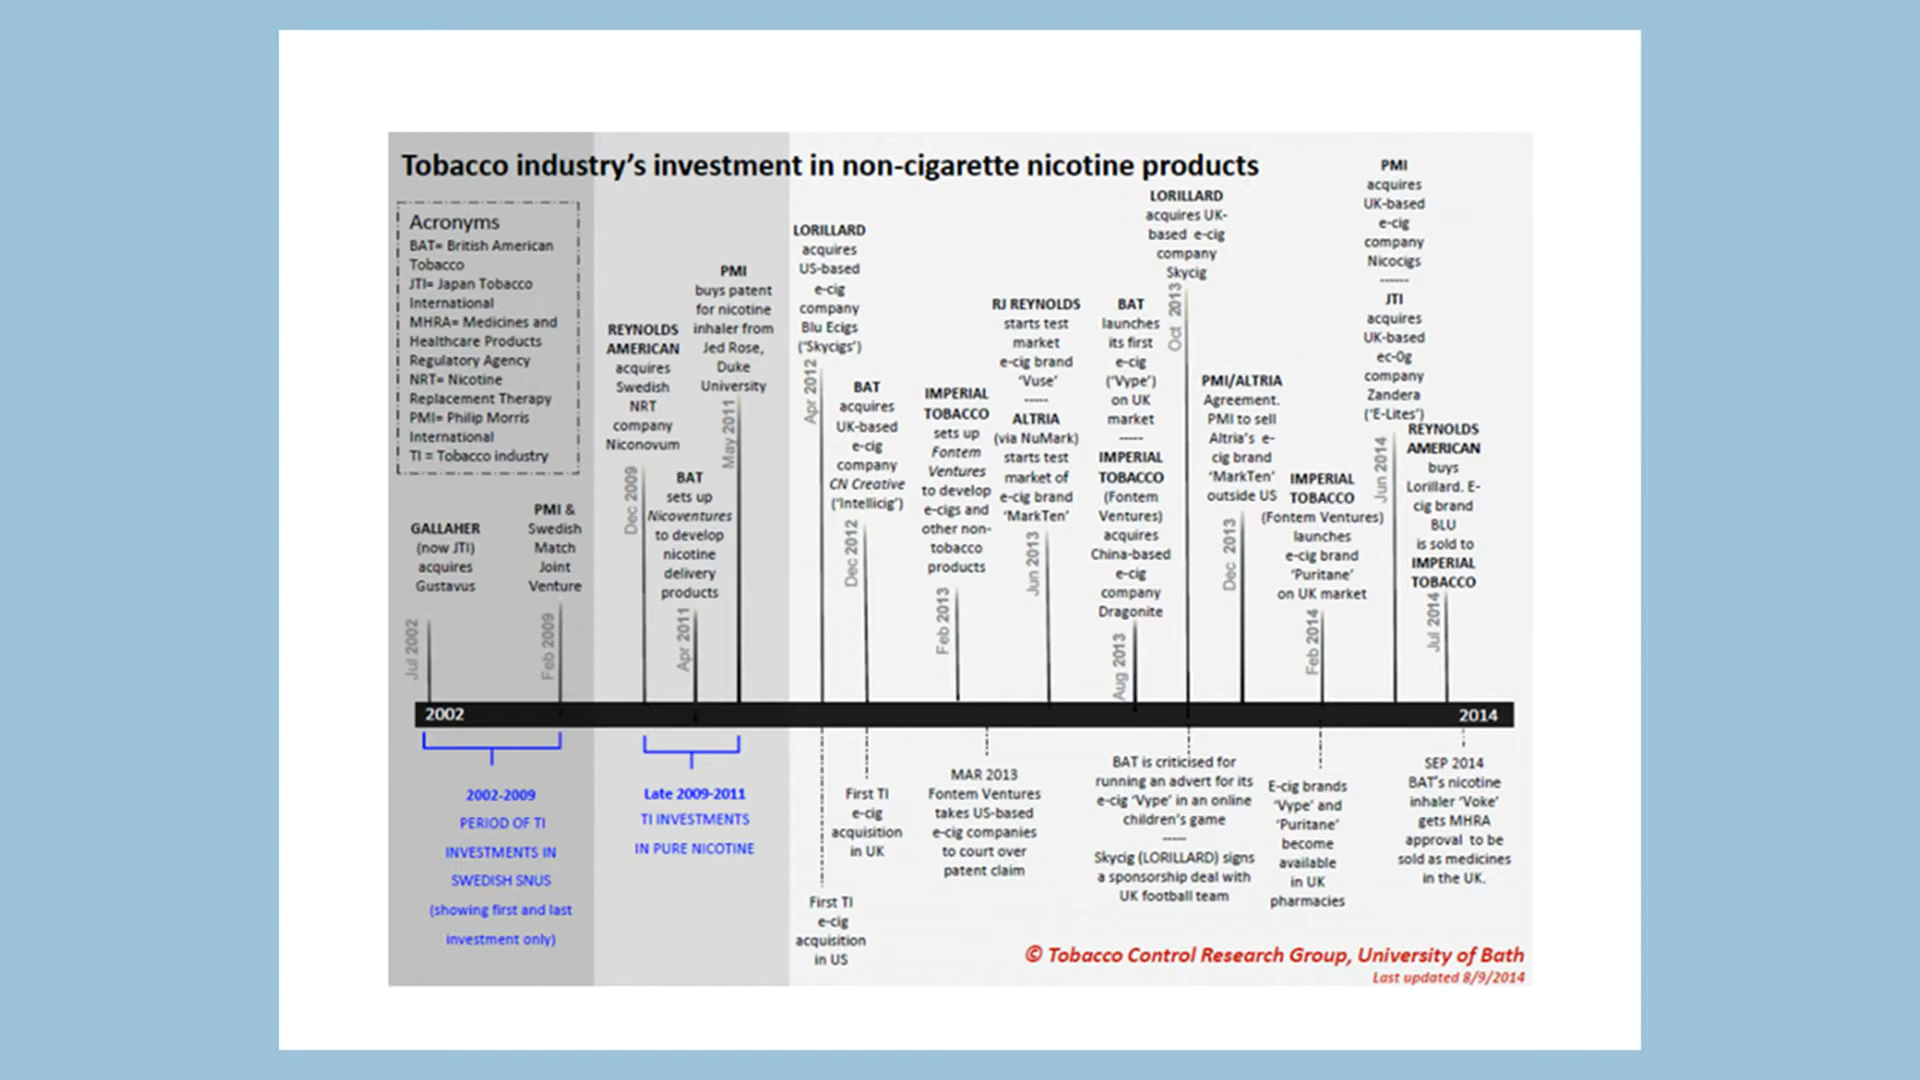 Tobacco industry's investment in non-cigarette nicotine products
Acronyms
BAT= British American
Tobacco
JTI= Japan Tobacco
International
MHRA= Medicines and
Healthcare Products
Regulatory Agency
NRT= Nicotine
Replacement Therapy
PMI= Philip Morris
International
TI = Tobacco industry
GALLAHER
(now JTI)
acquires
Gustavus
Jul 2002
PMI &
Swedish
Match
Joint
Venture
Feb 2009
REYNOLDS
AMERICAN
acquires
Swedish
NRT
company
Niconovum
Dec 2009
BAT
sets up
Nicoventures
to develop
nicotine
delivery
products
Apr 2011
PMI
buys patent
for nicotine
inhaler from
Jed Rose,
Duke
University
May 2011
LORILLARD
acquires
US-based
e-cig
company
Blu Ecigs
('Skycigs')
Apr 2012
BAT
acquires
UK-based
e-cig
company
CN Creative
('Intellicig')
Dec 2012
IMPERIAL
TOBACCO
sets up
Fontem
Ventures
to develop
e-cigs and
other non-
tobacco
products
Feb 2013
RJ REYNOLDS
starts test
market
e-cig brand
'Vuse'
-----
ALTRIA
(via NuMark)
starts test
market of
e-cig brand
'MarkTen'
Jun 2013
BAT
launches
its first
e-cig
('Vype')
on UK
market
-----
IMPERIAL
TOBACCO
(Fontem
Ventures)
acquires
China-based
e-cig
company
Dragonite
Aug 2013
LORILLARD
acquires UK-
based e-cig
company
Skycig
Oct 2013
PMI/ALTRIA
Agreement.
PMI to sell
Altria's e-
cig brand
'MarkTen'
outside US
Dec 2013
IMPERIAL
TOBACCO
(Fontem Ventures)
launches
e-cig brand
'Puritane'
on UK market
Feb 2014
PMI
acquires
UK-based
e-cig
company
Nicocigs
------
JTI
acquires
UK-based
ec-0g
company
Zandera
('E-Lites')
Jun 2014
REYNOLDS
AMERICAN
buys
Lorillard. E-
cig brand
BLU
is sold to
IMPERIAL
TOBACCO
Jul 2014
2002
2014
2002-2009
PERIOD OF TI
INVESTMENTS IN
SWEDISH SNUS
(showing first and last
investment only)
Late 2009-2011
TI INVESTMENTS
IN PURE NICOTINE
First TI
e-cig
acquisition
in US
First TI
e-cig
acquisition
in UK
MAR 2013
Fontem Ventures
takes US-based
e-cig companies
to court over
patent claim
BAT is criticised for
running an advert for its
e-cig 'Vype' in an online
children's game
-----
Skycig (LORILLARD) signs
a sponsorship deal with
UK football team
E-cig brands
'Vype' and
'Puritane'
become
available
in UK
pharmacies
SEP 2014
BAT's nicotine
inhaler 'Voke'
gets MHRA
approval to be
sold as medicines
in the UK.
© Tobacco Control Research Group, University of Bath
Last updated 8/9/2014